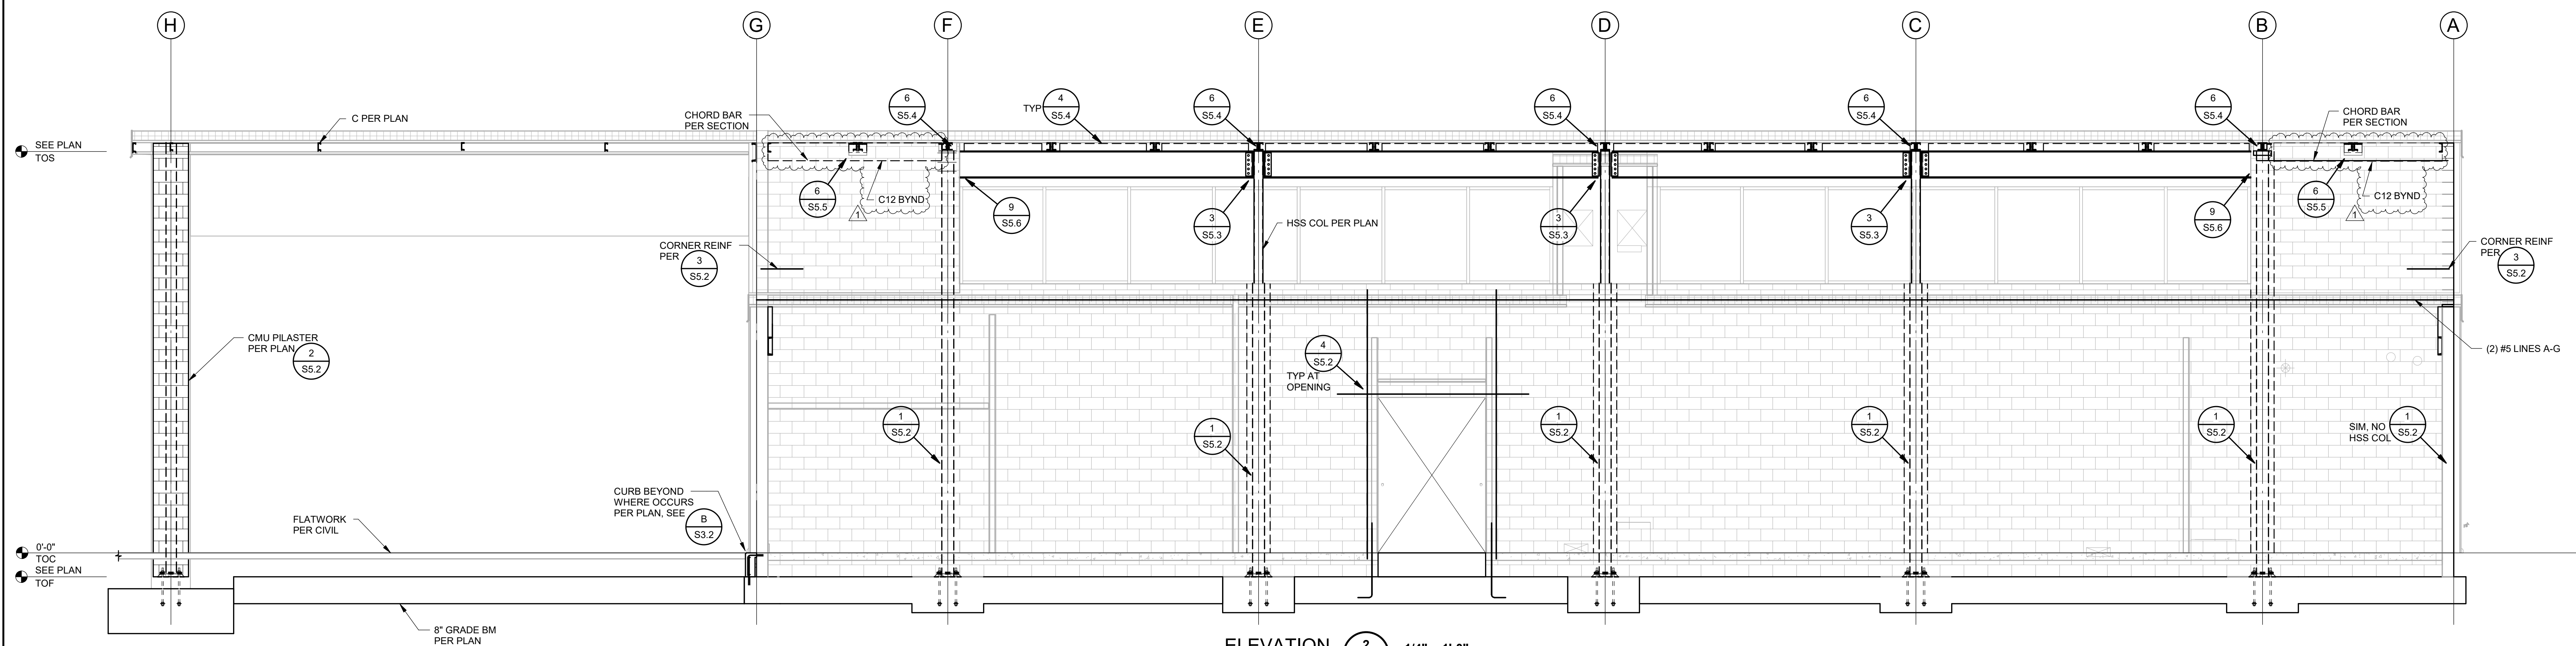 H
G
F
E
D
C
B
A
C PER PLAN
CHORD BAR
PER SECTION
6
S5.4
TYP
4
S5.4
6
S5.4
6
S5.4
6
S5.4
6
S5.4
CHORD BAR
PER SECTION
SEE PLAN
TOS
6
S5.5
C12 BYND
1
9
S5.6
3
S5.3
HSS COL PER PLAN
3
S5.3
3
S5.3
9
S5.6
6
S5.5
C12 BYND
1
CORNER REINF
PER
3
S5.2
CORNER REINF
PER
3
S5.2
CMU PILASTER
PER PLAN
2
S5.2
4
S5.2
TYP AT
OPENING
(2) #5 LINES A-G
1
S5.2
1
S5.2
1
S5.2
1
S5.2
1
S5.2
SIM, NO
HSS COL
1
S5.2
CURB BEYOND
WHERE OCCURS
PER PLAN, SEE
B
S3.2
FLATWORK
PER CIVIL
0'-0"
TOC
SEE PLAN
TOF
8" GRADE BM
PER PLAN
2